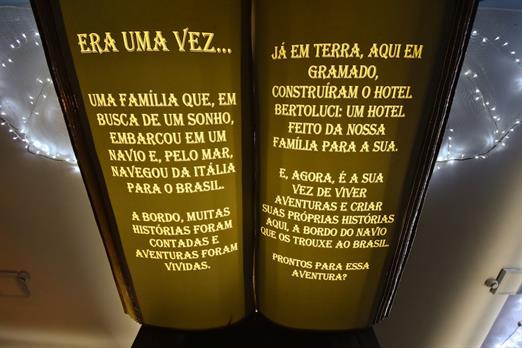 ERA UMA VEZ...
UMA FAMÍLIA QUE, EM
BUSCA DE UM SONHO,
EMBARCOU EM UM
NAVIO E, PELO MAR,
NAVEGOU DA ITÁLIA
PARA O BRASIL.
A BORDO, MUITAS
HISTÓRIAS FORAM
CONTADAS E
AVENTURAS FORAM
VIVIDAS.
JÁ EM TERRA, AQUI EM
GRAMADO,
CONSTRUÍRAM O HOTEL
BERTOLUCI: UM HOTEL
FEITO DA NOSSA
FAMÍLIA PARA A SUA.
E, AGORA, É A SUA
VEZ DE VIVER
AVENTURAS E CRIAR
SUAS PRÓPRIAS HISTÓRIAS
AQUI, A BORDO DO NAVIO
QUE OS TROUXE AO BRASIL.
PRONTOS PARA ESSA
AVENTURA?